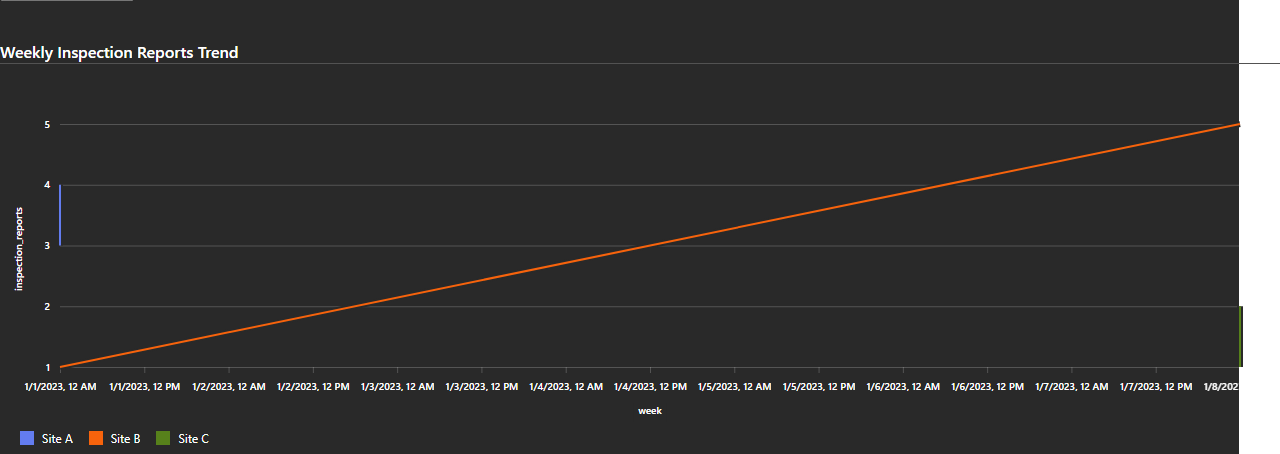 Weekly Inspection Reports Trend
5
4
3
2
1
inspection_reports
1/1/2023, 12 AM 1/1/2023, 12 PM 1/2/2023, 12 AM 1/2/2023, 12 PM 1/3/2023, 12 AM 1/3/2023, 12 PM 1/4/2023, 12 AM 1/4/2023, 12 PM 1/5/2023, 12 AM 1/5/2023, 12 PM 1/6/2023, 12 AM 1/6/2023, 12 PM 1/7/2023, 12 AM 1/7/2023, 12 PM 1/8/202
week
Site A Site B Site C